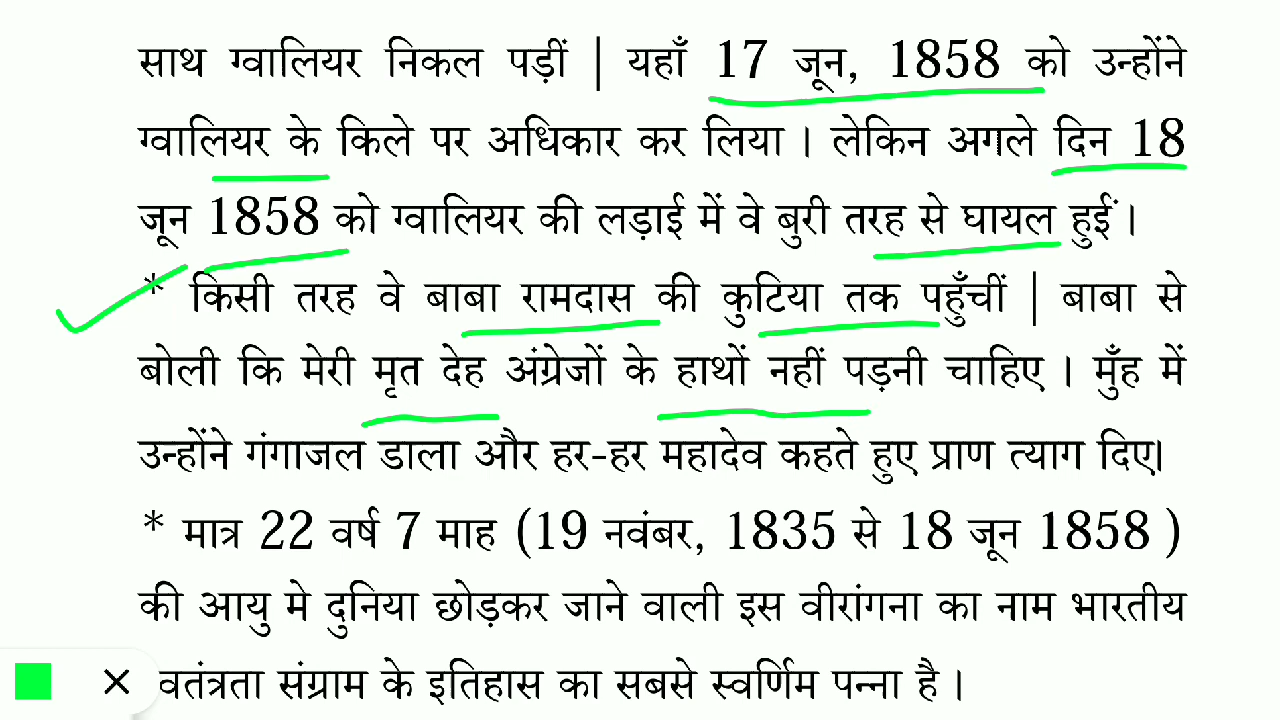 साथ ग्वालियर निकल पड़ीं | यहाँ 17 जून, 1858 को उन्होंने
ग्वालियर के किले पर अधिकार कर लिया । लेकिन अगले दिन 18
जून 1858 को ग्वालियर की लड़ाई में वे बुरी तरह से घायल हुईं ।
* किसी तरह वे बाबा रामदास की कुटिया तक पहुँचीं | बाबा से
बोली कि मेरी मृत देह अंग्रेजों के हाथों नहीं पड़नी चाहिए । मुँह में
उन्होंने गंगाजल डाला और हर-हर महादेव कहते हुए प्राण त्याग दिए।
* मात्र 22 वर्ष 7 माह (19 नवंबर, 1835 से 18 जून 1858 )
की आयु मे दुनिया छोड़कर जाने वाली इस वीरांगना का नाम भारतीय
वतंत्रता संग्राम के इतिहास का सबसे स्वर्णिम पन्ना है ।